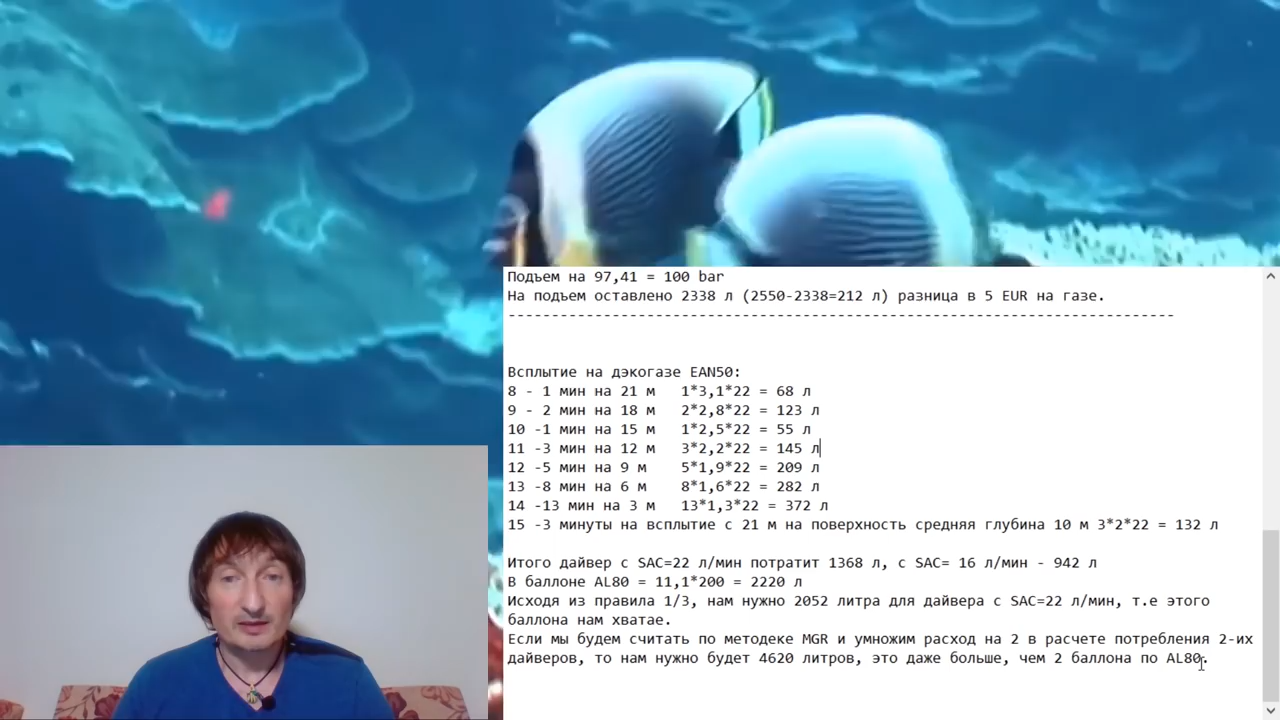 Подъем на 97,41 = 100 bar
На подъем оставлено 2338 л (2550-2338=212 л) разница в 5 EUR на газе.
-----------------------------------------------------------------------------
Всплытие на дэкогазе EAN50:
8 - 1 мин на 21 м   1*3,1*22 = 68 л
9 - 2 мин на 18 м   2*2,8*22 = 123 л
10 -1 мин на 15 м   1*2,5*22 = 55 л
11 -3 мин на 12 м   3*2,2*22 = 145 л
12 -5 мин на 9 м    5*1,9*22 = 209 л
13 -8 мин на 6 м    8*1,6*22 = 282 л
14 -13 мин на 3 м   13*1,3*22 = 372 л
15 -3 минуты на всплытие с 21 м на поверхность средняя глубина 10 м 3*2*22 = 132 л
Итого дайвер с SAC=22 л/мин потратит 1368 л, с SAC= 16 л/мин - 942 л
В баллоне AL80 = 11,1*200 = 2220 л
Исходя из правила 1/3, нам нужно 2052 литра для дайвера с SAC=22 л/мин, т.е этого
баллона нам хватае.
Если мы будем считать по методеке MGR и умножим расход на 2 в расчете потребления 2-их
дайверов, то нам нужно будет 4620 литров, это даже больше, чем 2 баллона по AL80.